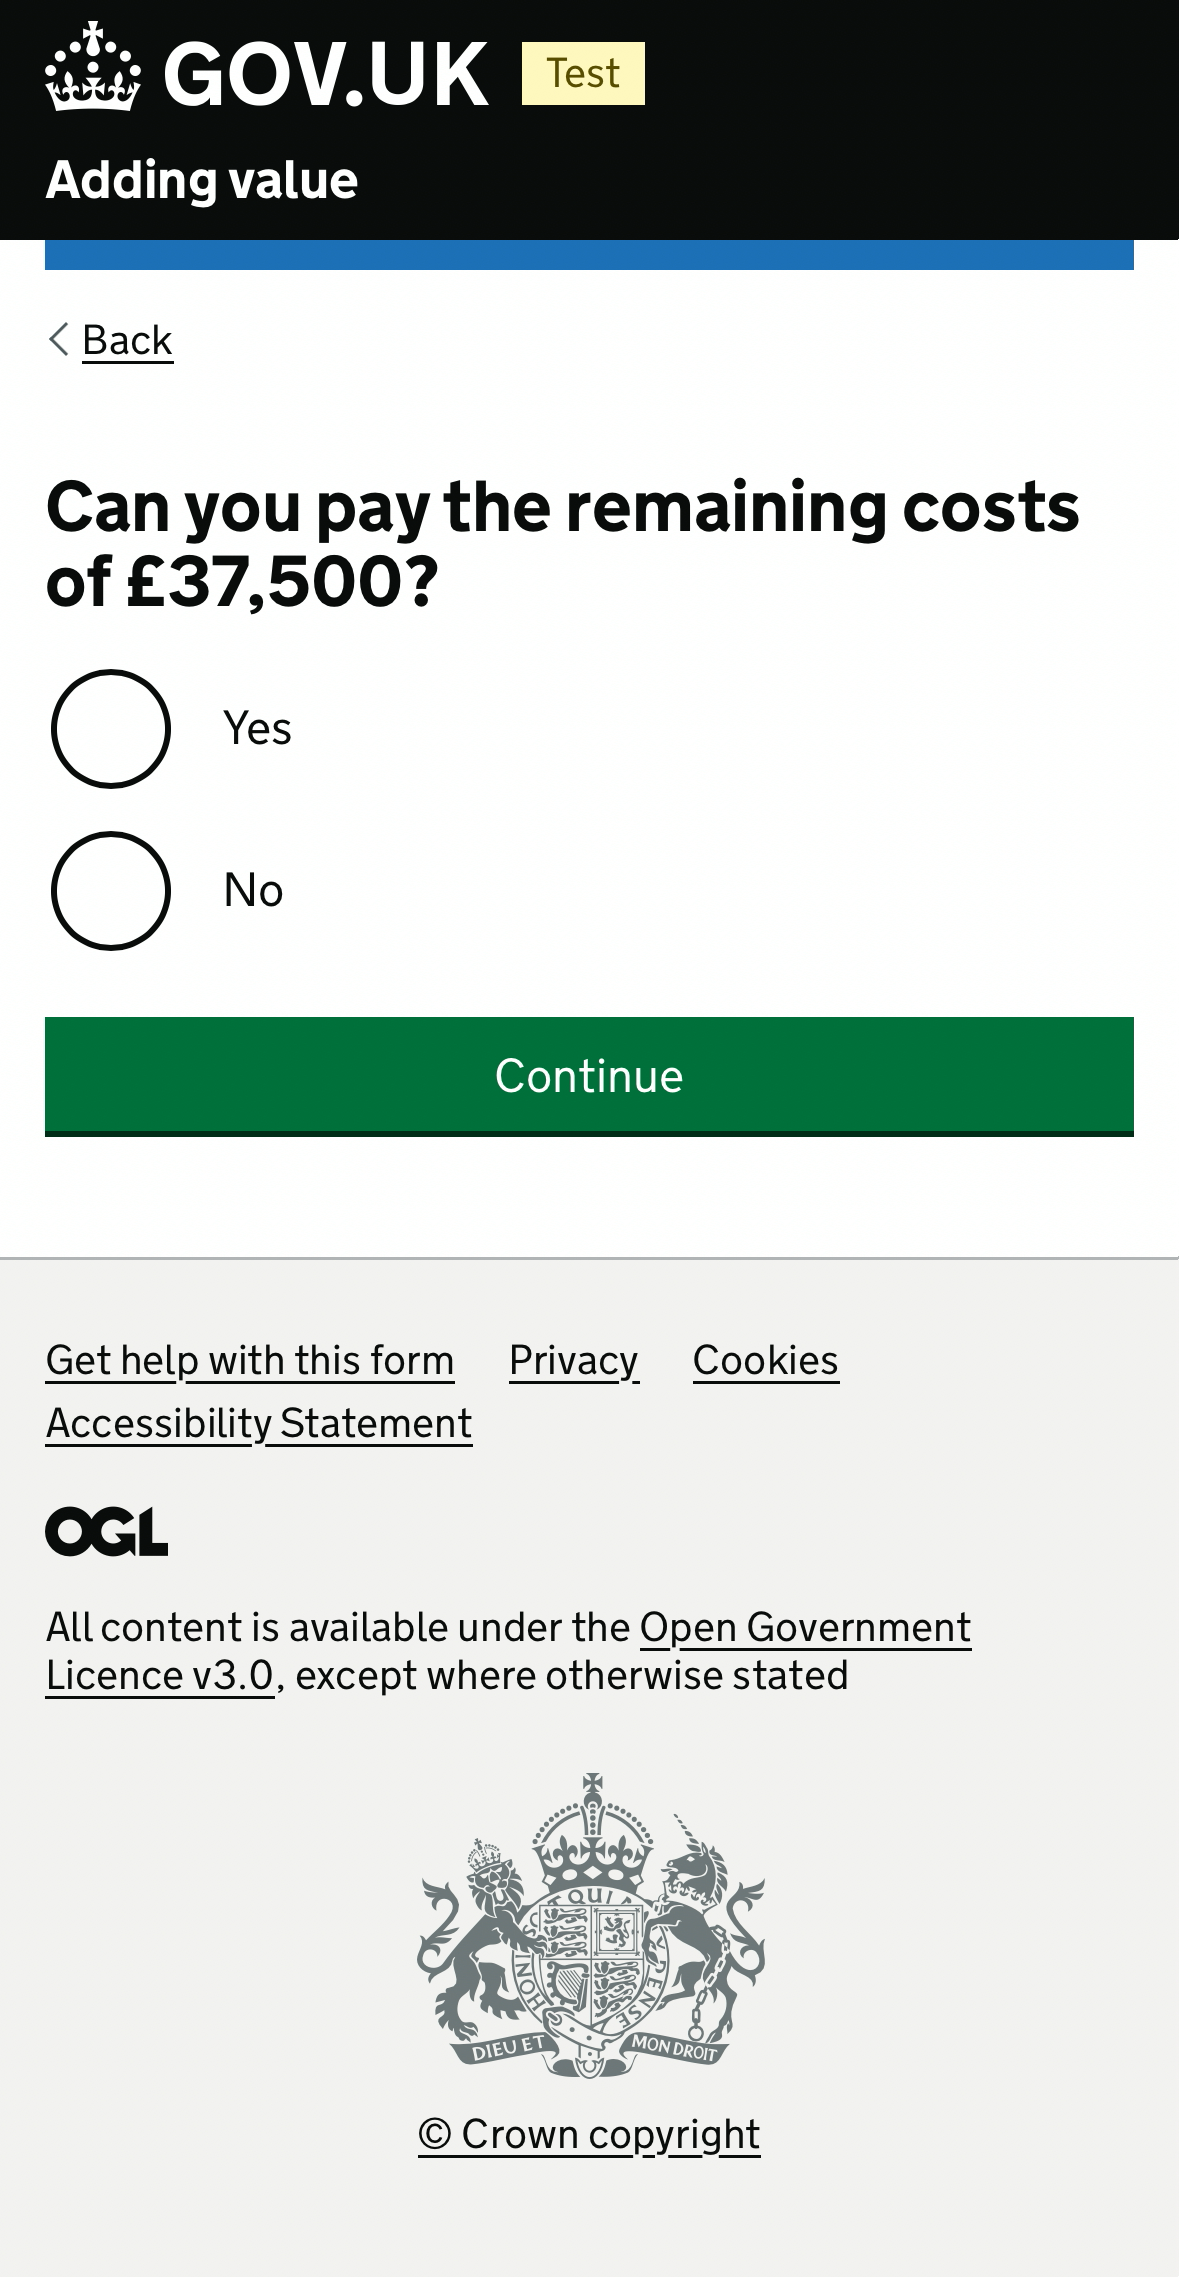 GOV.UK Test
Adding value
Back
Can you pay the remaining costs
of £37,500?
Yes
No
Continue
Get help with this form Privacy Cookies
Accessibility Statement
OGL
All content is available under the Open Government
Licence v3.0, except where otherwise stated
DIEU ET MON DROIT
© Crown copyright